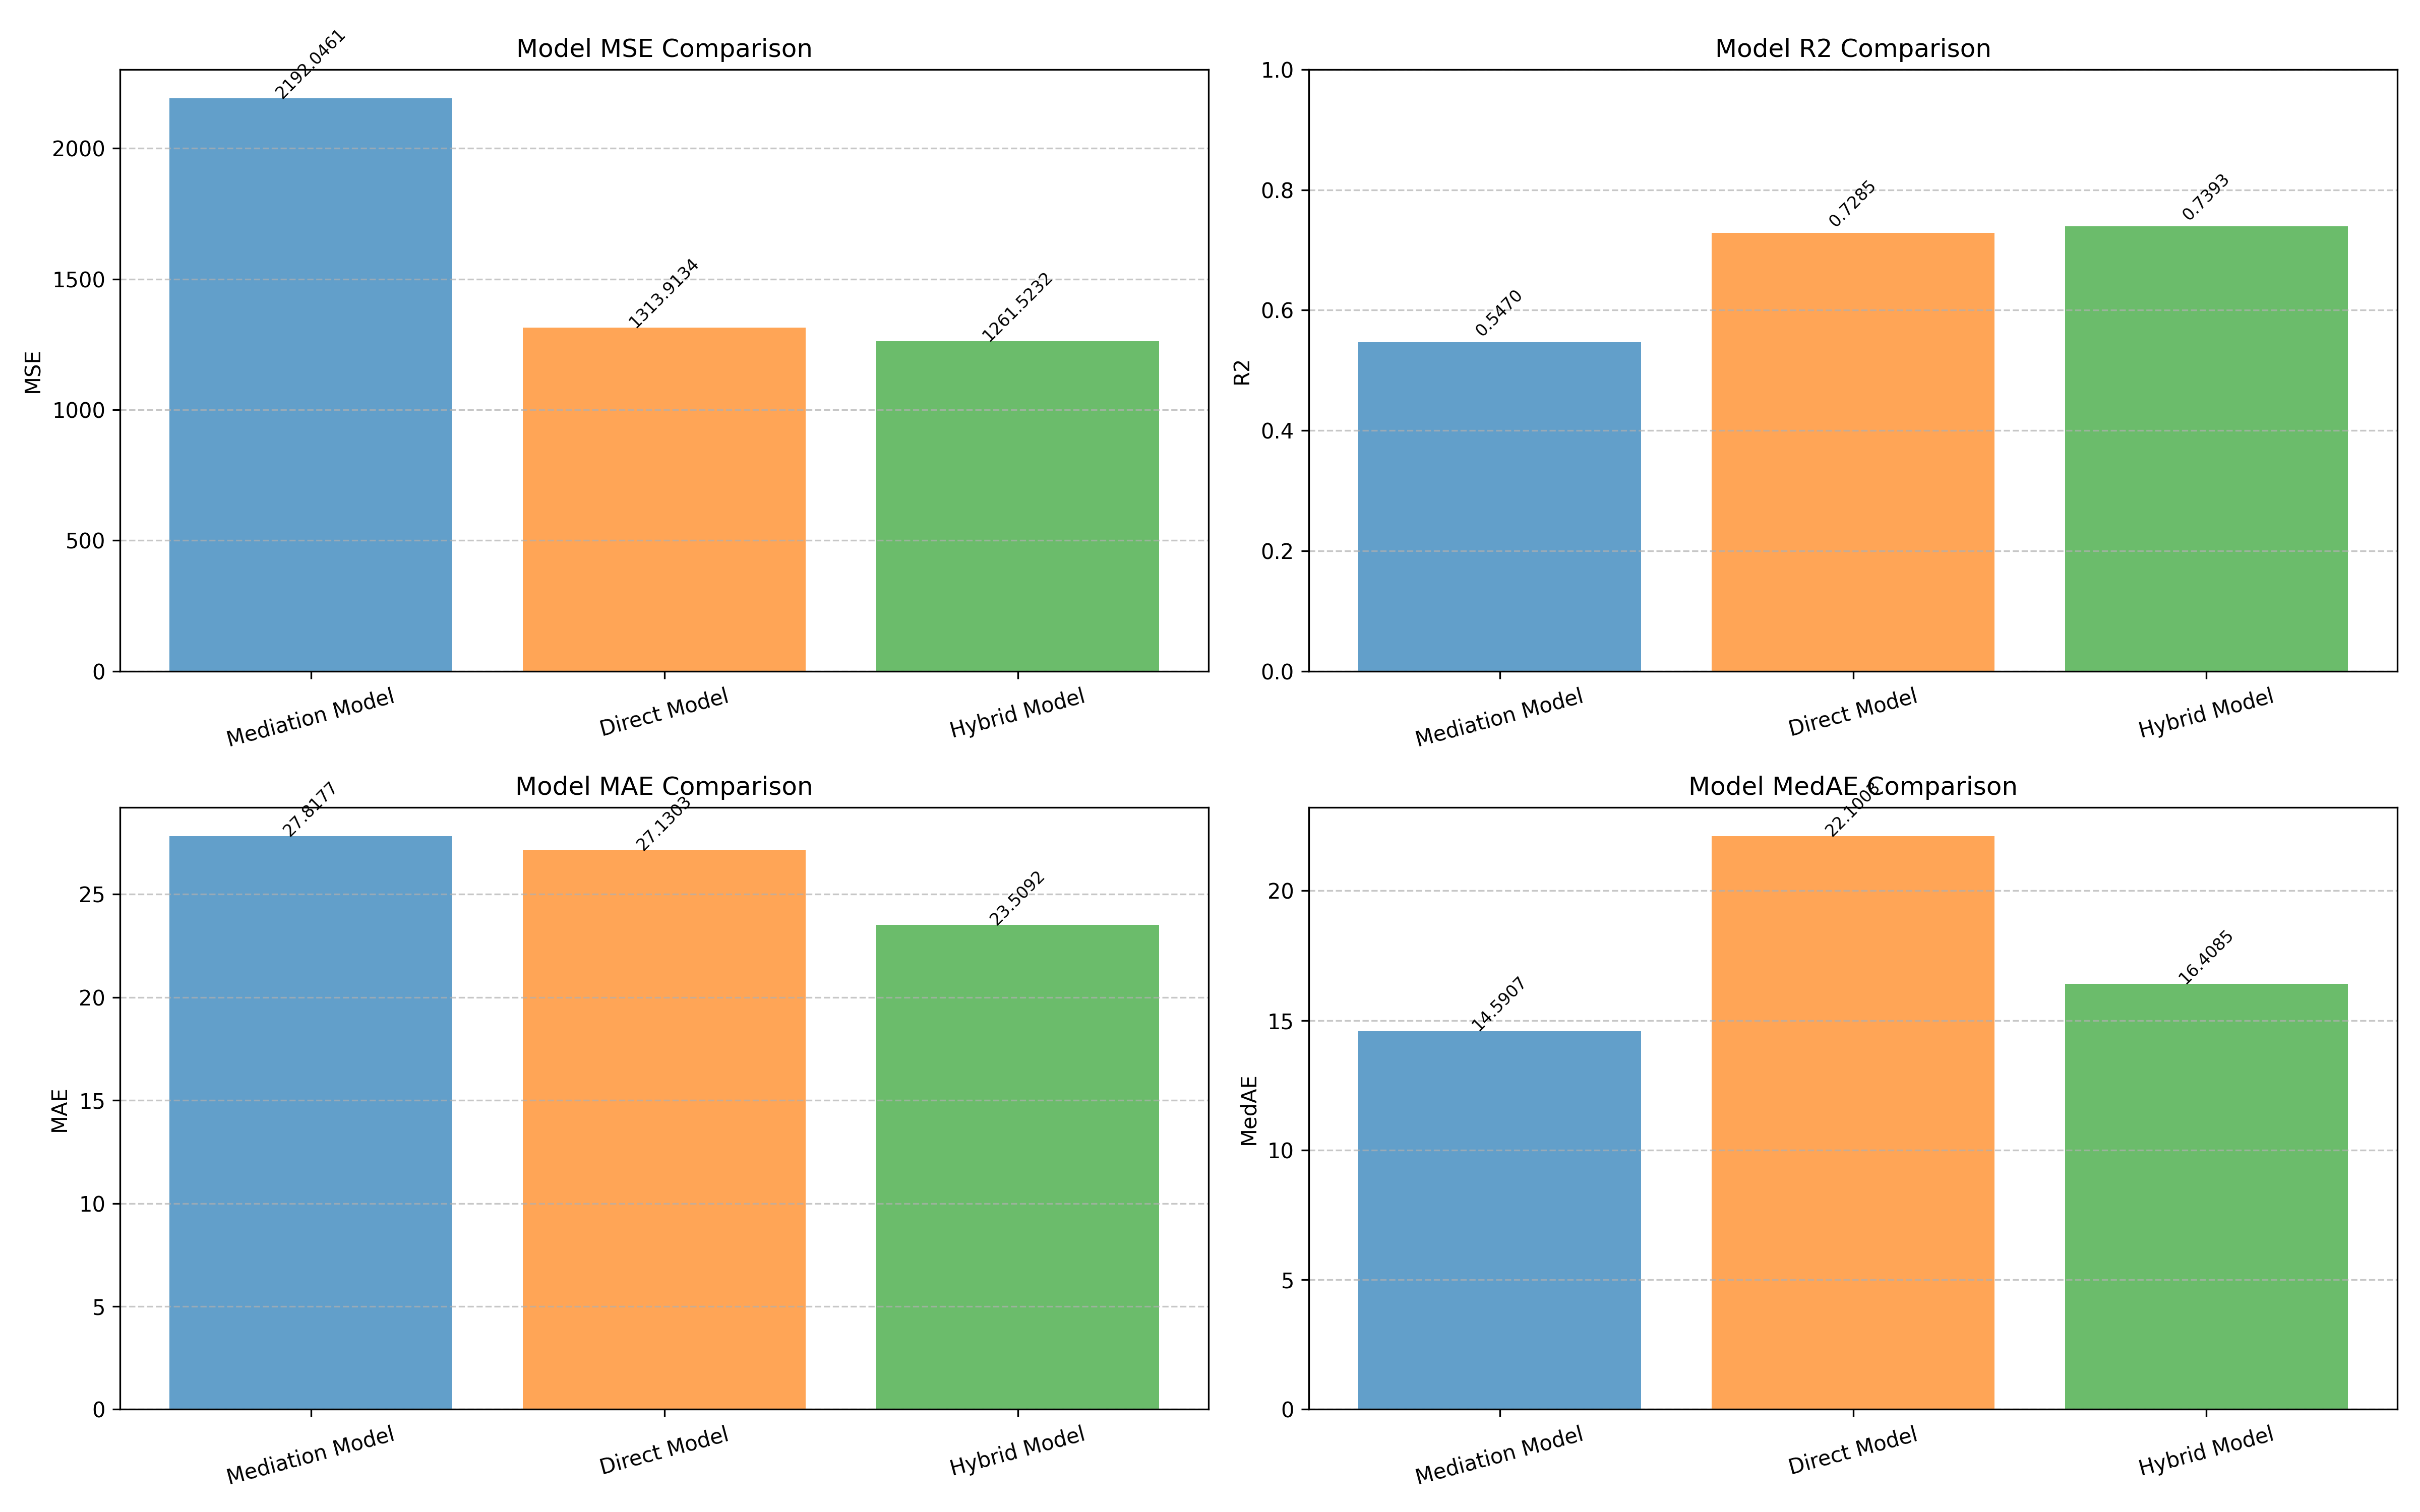 Model MSE Comparison
MSE
2000
1500
1000
500
0
2192.0461
1313.9134
1261.5232
Mediation Model
Direct Model
Hybrid Model
Model R2 Comparison
R2
1.0
0.8
0.6
0.4
0.2
0.0
0.5470
0.7285
0.7393
Mediation Model
Direct Model
Hybrid Model
Model MAE Comparison
MAE
25
20
15
10
5
0
27.8177
27.1303
23.5092
Mediation Model
Direct Model
Hybrid Model
Model MedAE Comparison
MedAE
20
15
10
5
0
14.5907
16.4085
Mediation Model
Direct Model
Hybrid Model